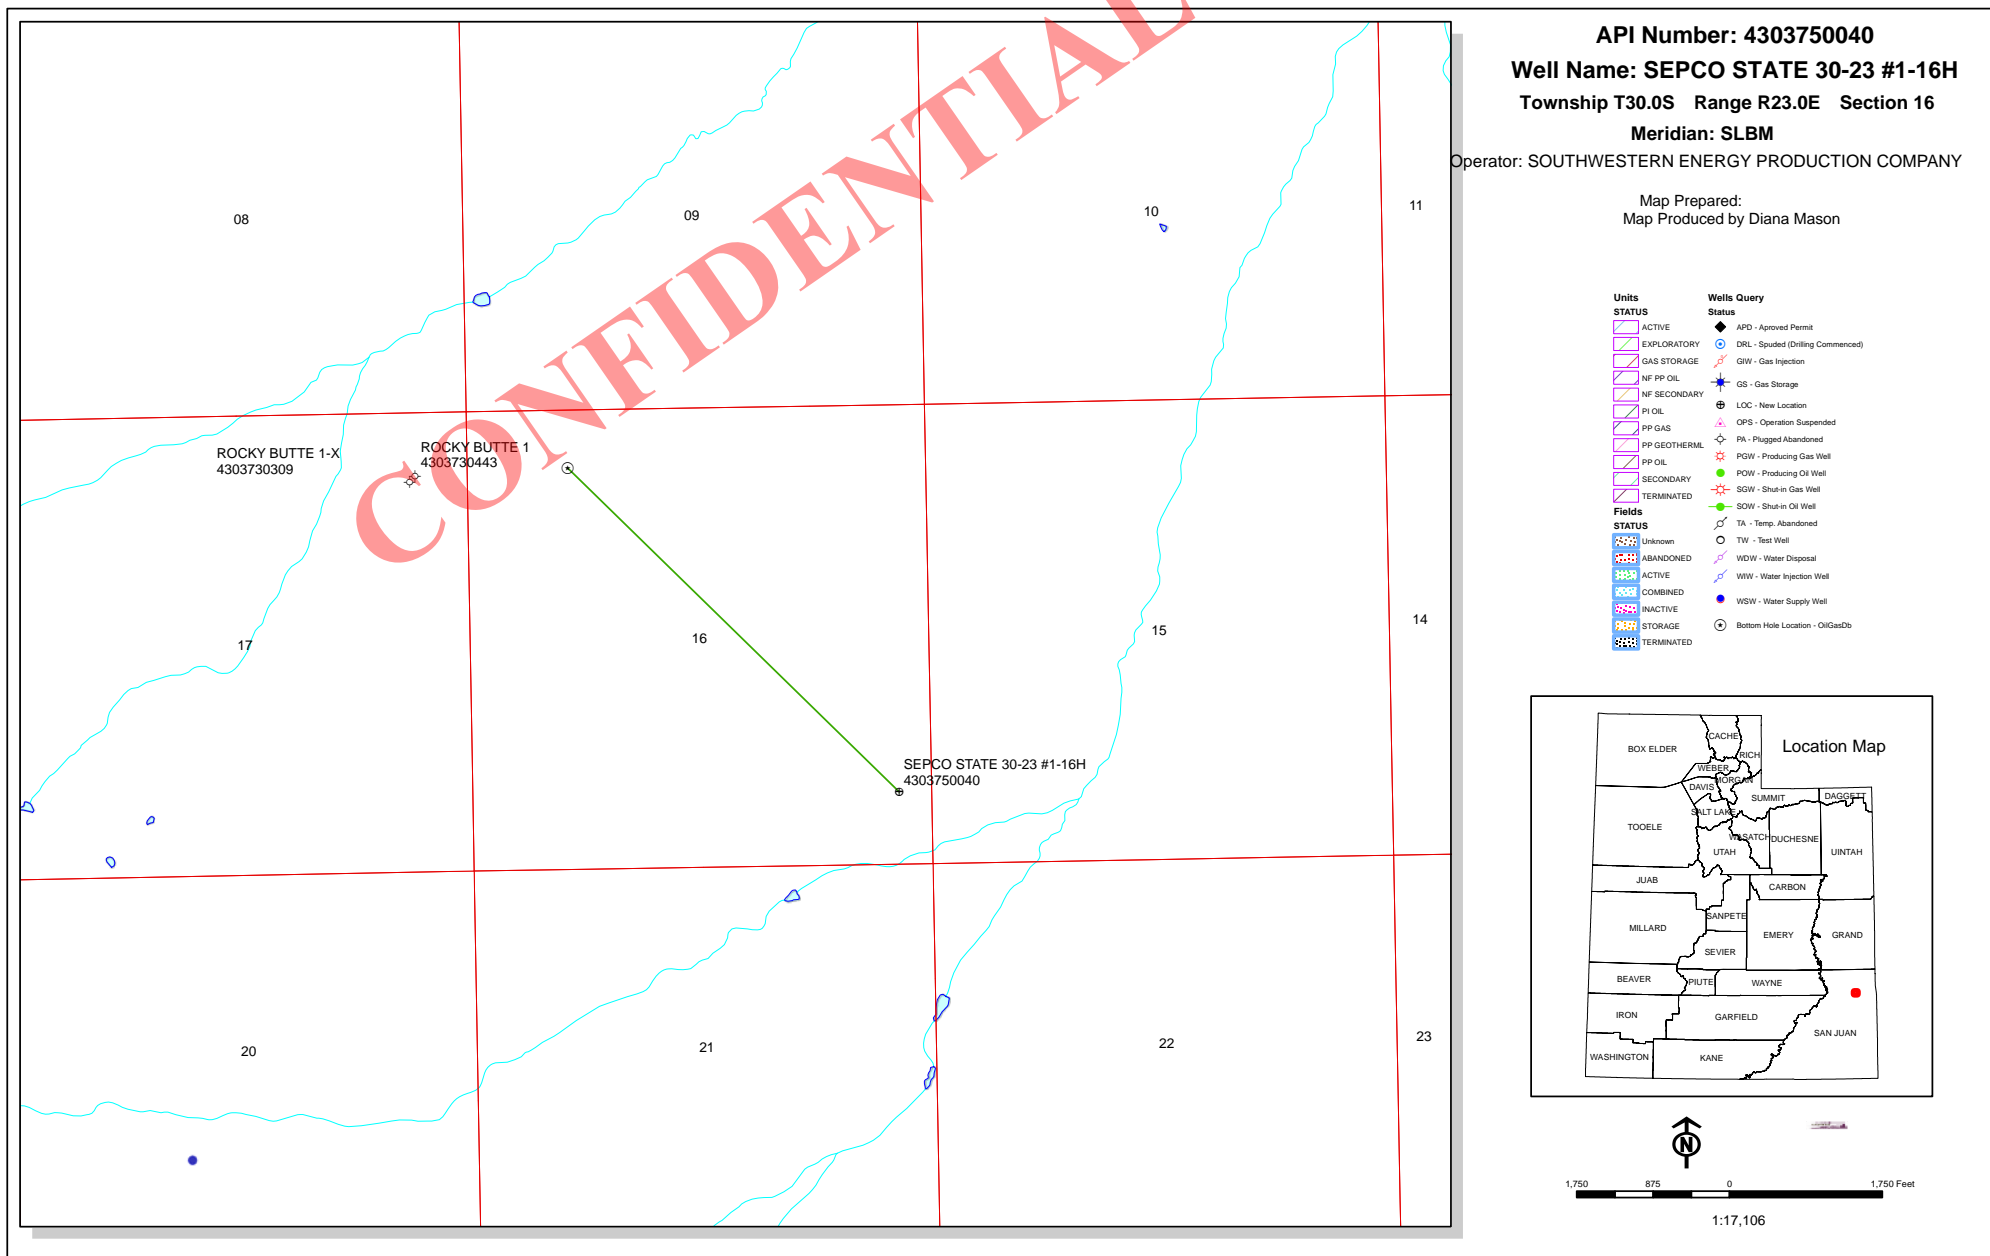 API Number: 4303750040
Well Name: SEPCO STATE 30-23 #1-16H
Township T30.0S Range R23.0E Section 16
Meridian: SLBM
Operator: SOUTHWESTERN ENERGY PRODUCTION COMPANY
Map Prepared:
Map Produced by Diana Mason
CONFIDENTIAL
08
09
10
11
ROCKY BUTTE 1-X
4303730309
ROCKY BUTTE 1
4303730443
17
16
15
14
SEPCO STATE 30-23 #1-16H
4303750040
20
21
22
23
Units
STATUS
ACTIVE
EXPLORATORY
GAS STORAGE
NF PP OIL
NF SECONDARY
PI OIL
PP GAS
PP GEOTHERML
PP OIL
SECONDARY
TERMINATED
Fields
STATUS
Unknown
ABANDONED
ACTIVE
COMBINED
INACTIVE
STORAGE
TERMINATED
Wells Query
Status
APD - Aproved Permit
DRL - Spuded (Drilling Commenced)
GIW - Gas Injection
GS - Gas Storage
LOC - New Location
OPS - Operation Suspended
PA - Plugged Abandoned
PGW - Producing Gas Well
POW - Producing Oil Well
SGW - Shut-in Gas Well
SOW - Shut-in Oil Well
TA - Temp. Abandoned
TW - Test Well
WDW - Water Disposal
WIW - Water Injection Well
WSW - Water Supply Well
Bottom Hole Location - OilGasDb
Location Map
BOX ELDER
CACHE
RICH
WEBER
MORGAN
DAVIS
SUMMIT
DAGGETT
SALT LAKE
TOOELE
WASATCH
DUCHESNE
UTAH
UINTAH
JUAB
CARBON
SANPETE
MILLARD
EMERY
GRAND
SEVIER
BEAVER
PIUTE
WAYNE
IRON
GARFIELD
SAN JUAN
WASHINGTON
KANE
N
1,750 875 0 1,750 Feet
1:17,106